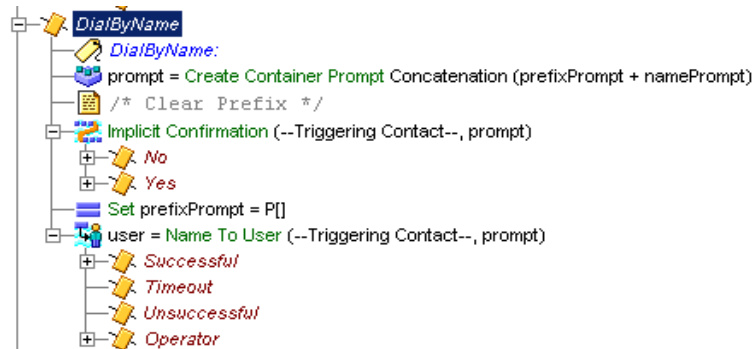 DialByName
DialByName:
prompt = Create Container Prompt Concatenation (prefixPrompt + namePrompt)
/* Clear Prefix */
Implicit Confirmation (--Triggering Contact--, prompt)
No
Yes
Set prefixPrompt = P[]
user = Name To User (--Triggering Contact--, prompt)
Successful
Timeout
Unsuccessful
Operator